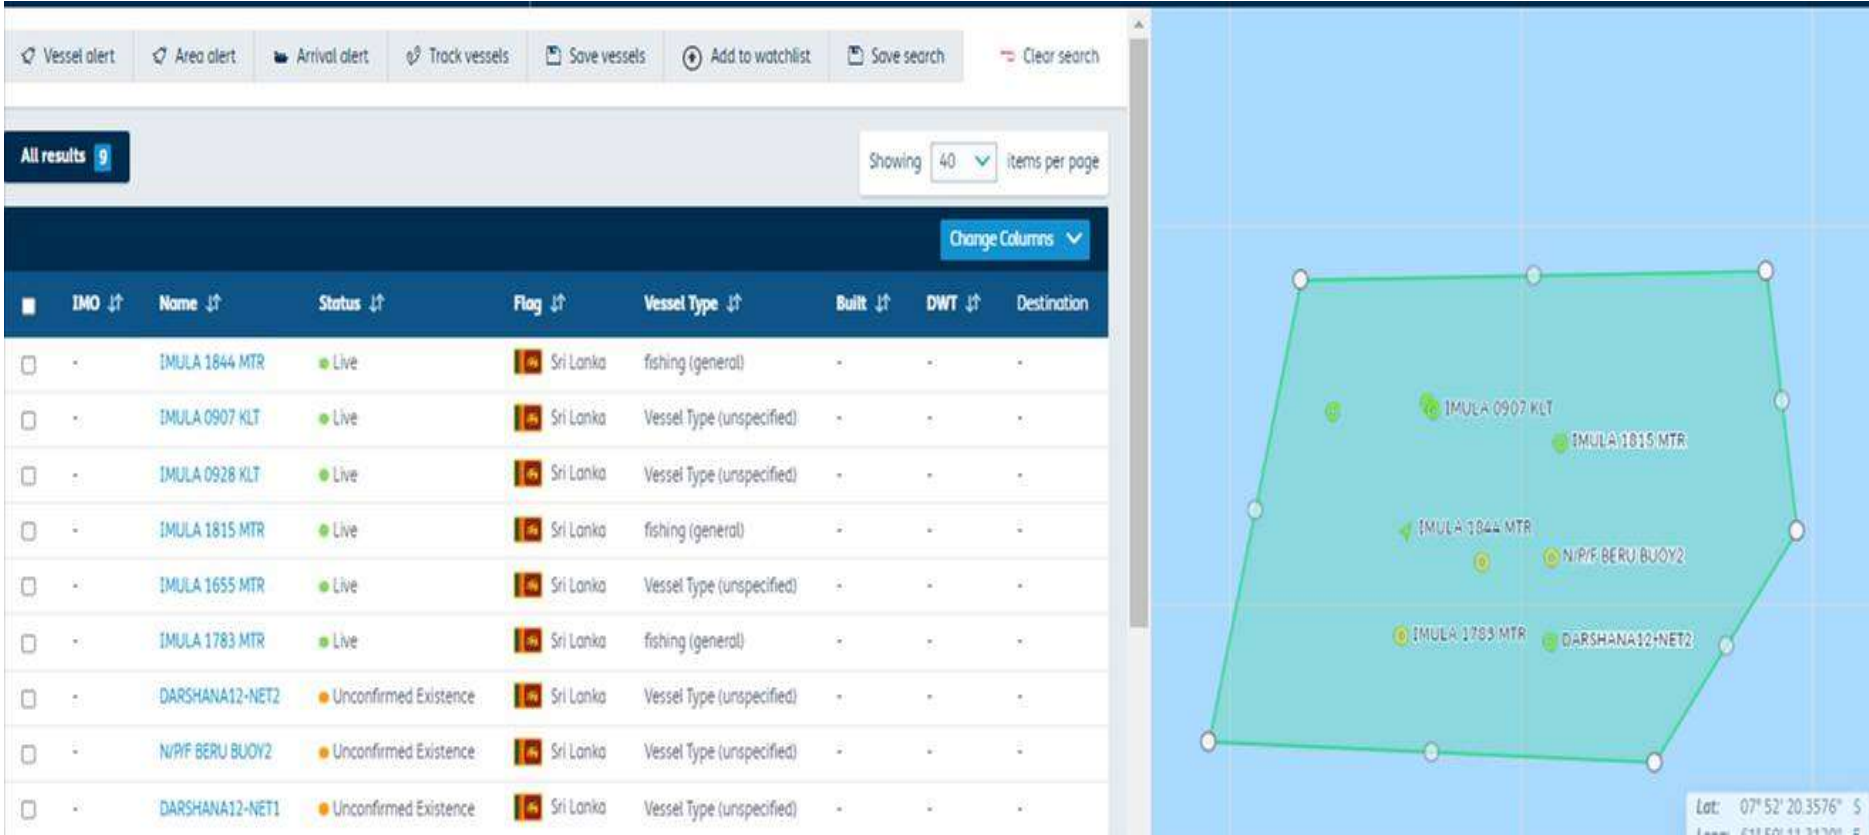 Vessel alert Area alert Arrival alert Track vessels Save vessels Add to watchlist Save search Clear search
All results 9
Showing 40 items per page
Change Columns
IMO Name Status Flag Vessel Type Built DWT Destination
- IMULA 1844 MTR Live Sri Lanka fishing (general) - - -
- IMULA 0907 KLT Live Sri Lanka Vessel Type (unspecified) - - -
- IMULA 0928 KLT Live Sri Lanka Vessel Type (unspecified) - - -
- IMULA 1815 MTR Live Sri Lanka fishing (general) - - -
- IMULA 1655 MTR Live Sri Lanka Vessel Type (unspecified) - - -
- IMULA 1783 MTR Live Sri Lanka fishing (general) - - -
- DARSHANA12-NET2 Unconfirmed Existence Sri Lanka Vessel Type (unspecified) - - -
- N/P/F BERU BUOY2 Unconfirmed Existence Sri Lanka Vessel Type (unspecified) - - -
- DARSHANA12-NET1 Unconfirmed Existence Sri Lanka Vessel Type (unspecified) - - -
IMULA 0907 KLT
IMULA 1815 MTR
IMULA 1844 MTR
N/P/F BERU BUOY2
IMULA 1783 MTR
DARSHANA12-NET2
Lat: 07° 52' 20.3576" S